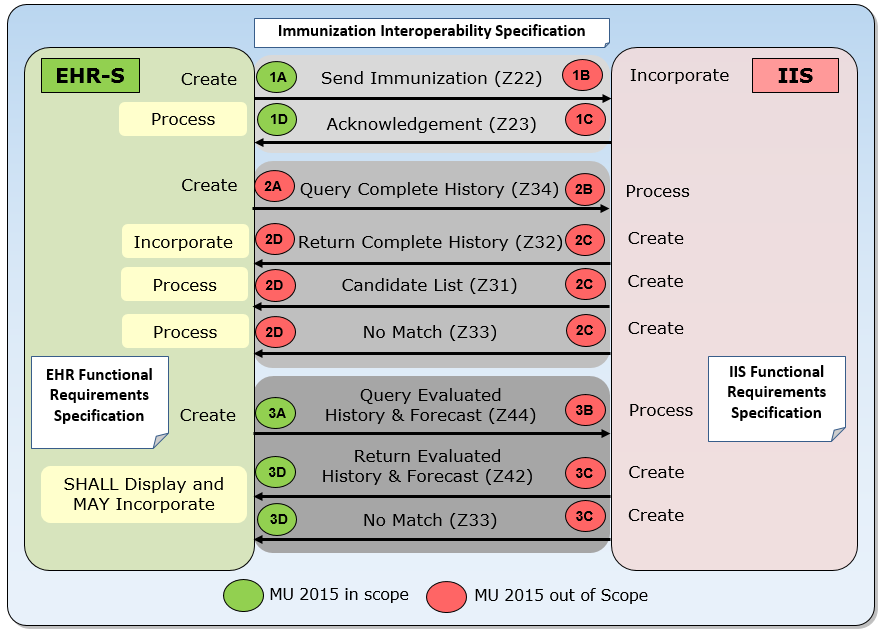 Immunization Interoperability Specification
EHR-S
IIS
Create
1A
Send Immunization (Z22)
1B
Incorporate
Process
1D
Acknowledgement (Z23)
1C
Create
2A
Query Complete History (Z34)
2B
Process
Incorporate
2D
Return Complete History (Z32)
2C
Create
Process
2D
Candidate List (Z31)
2C
Create
Process
2D
No Match (Z33)
2C
Create
EHR Functional
Requirements
Specification
IIS Functional
Requirements
Specification
Create
3A
Query Evaluated
History & Forecast (Z44)
3B
Process
SHALL Display and
MAY Incorporate
3D
Return Evaluated
History & Forecast (Z42)
3C
Create
3D
No Match (Z33)
3C
Create
MU 2015 in scope
MU 2015 out of Scope